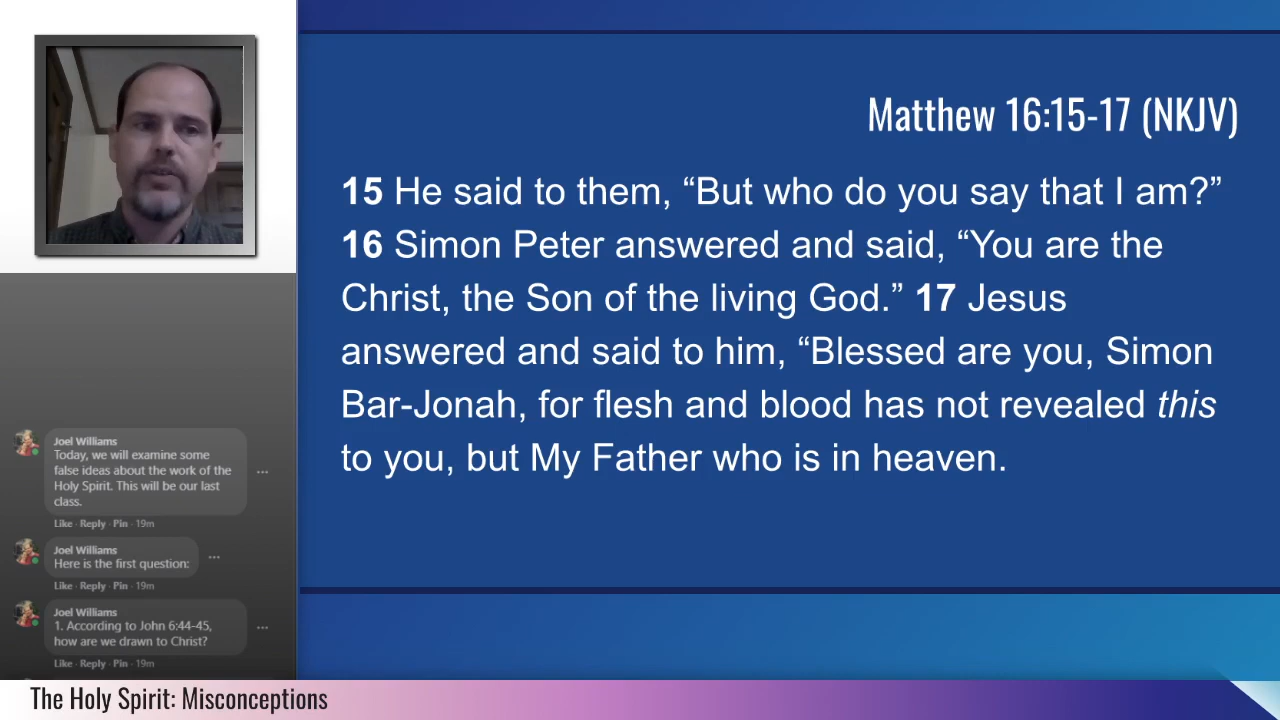 Matthew 16:15-17 (NKJV)
15 He said to them, “But who do you say that I am?”
16 Simon Peter answered and said, “You are the
Christ, the Son of the living God.” 17 Jesus
answered and said to him, “Blessed are you, Simon
Bar-Jonah, for flesh and blood has not revealed this
to you, but My Father who is in heaven.
Joel Williams
Today, we will examine some
false ideas about the work of the
Holy Spirit. This will be our last
class.
Like · Reply · Pin · 19m
Joel Williams
Here is the first question:
Like · Reply · Pin · 19m
Joel Williams
1. According to John 6:44-45,
how are we drawn to Christ?
Like · Reply · Pin · 19m
The Holy Spirit: Misconceptions